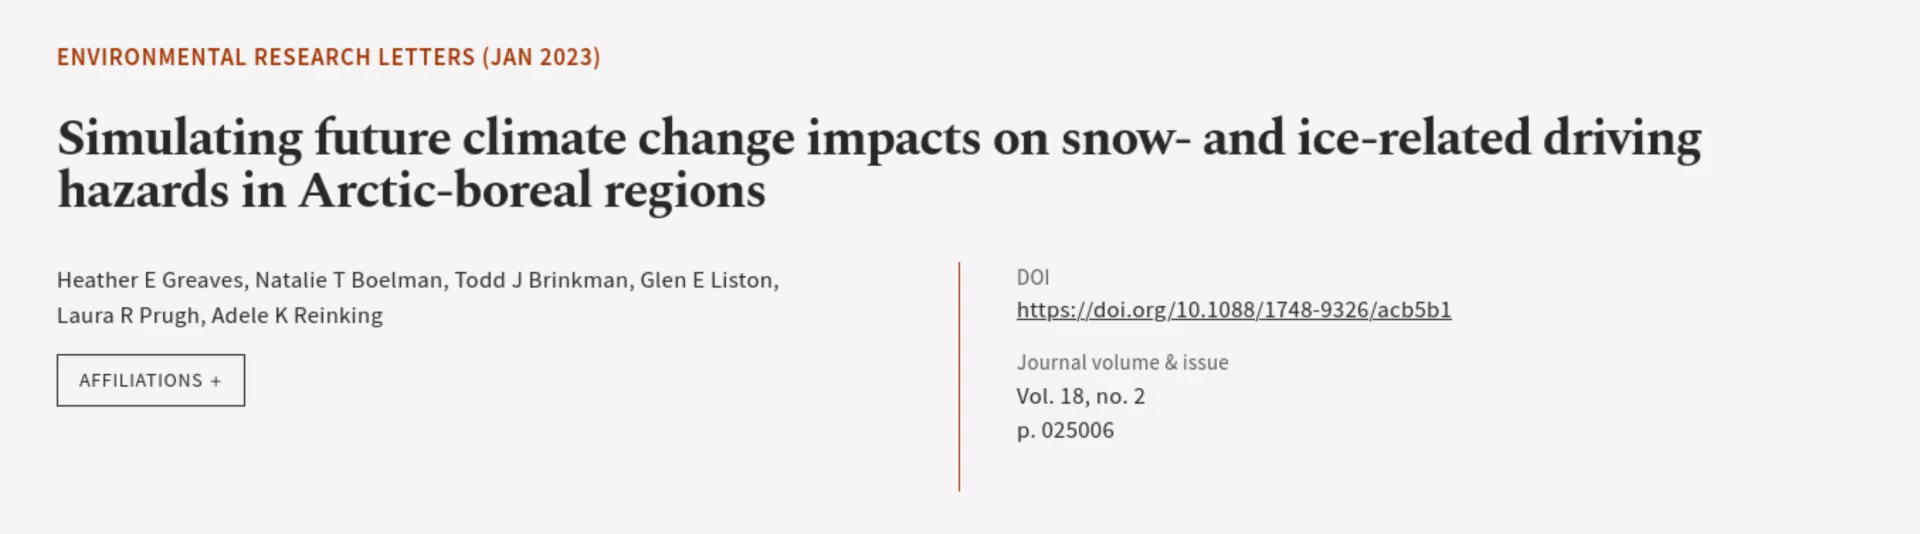 ENVIRONMENTAL RESEARCH LETTERS (JAN 2023)
Simulating future climate change impacts on snow- and ice-related driving
hazards in Arctic-boreal regions
Heather E Greaves, Natalie T Boelman, Todd J Brinkman, Glen E Liston,
Laura R Prugh, Adele K Reinking
AFFILIATIONS +
DOI
https://doi.org/10.1088/1748-9326/acb5b1
Journal volume & issue
Vol. 18, no. 2
p. 025006